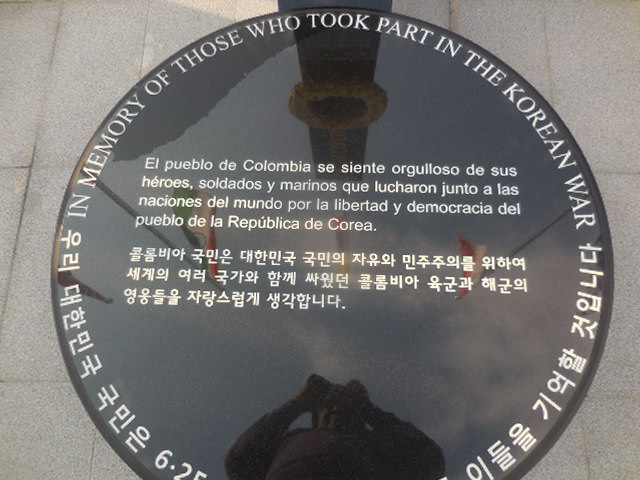 IN MEMORY OF THOSE WHO TOOK PART IN THE KOREAN WAR
El pueblo de Colombia se siente orgulloso de sus
héroes, soldados y marinos que lucharon junto a las
naciones del mundo por la libertad y democracia del
pueblo de la República de Corea.
콜롬비아 국민은 대한민국 국민의 자유와 민주주의를 위하여
세계의 여러 국가와 함께 싸웠던 콜롬비아 육군과 해군의
영웅들을 자랑스럽게 생각합니다.
우리 대한민국 국민은 6·25 이들을 기억할 것입니다